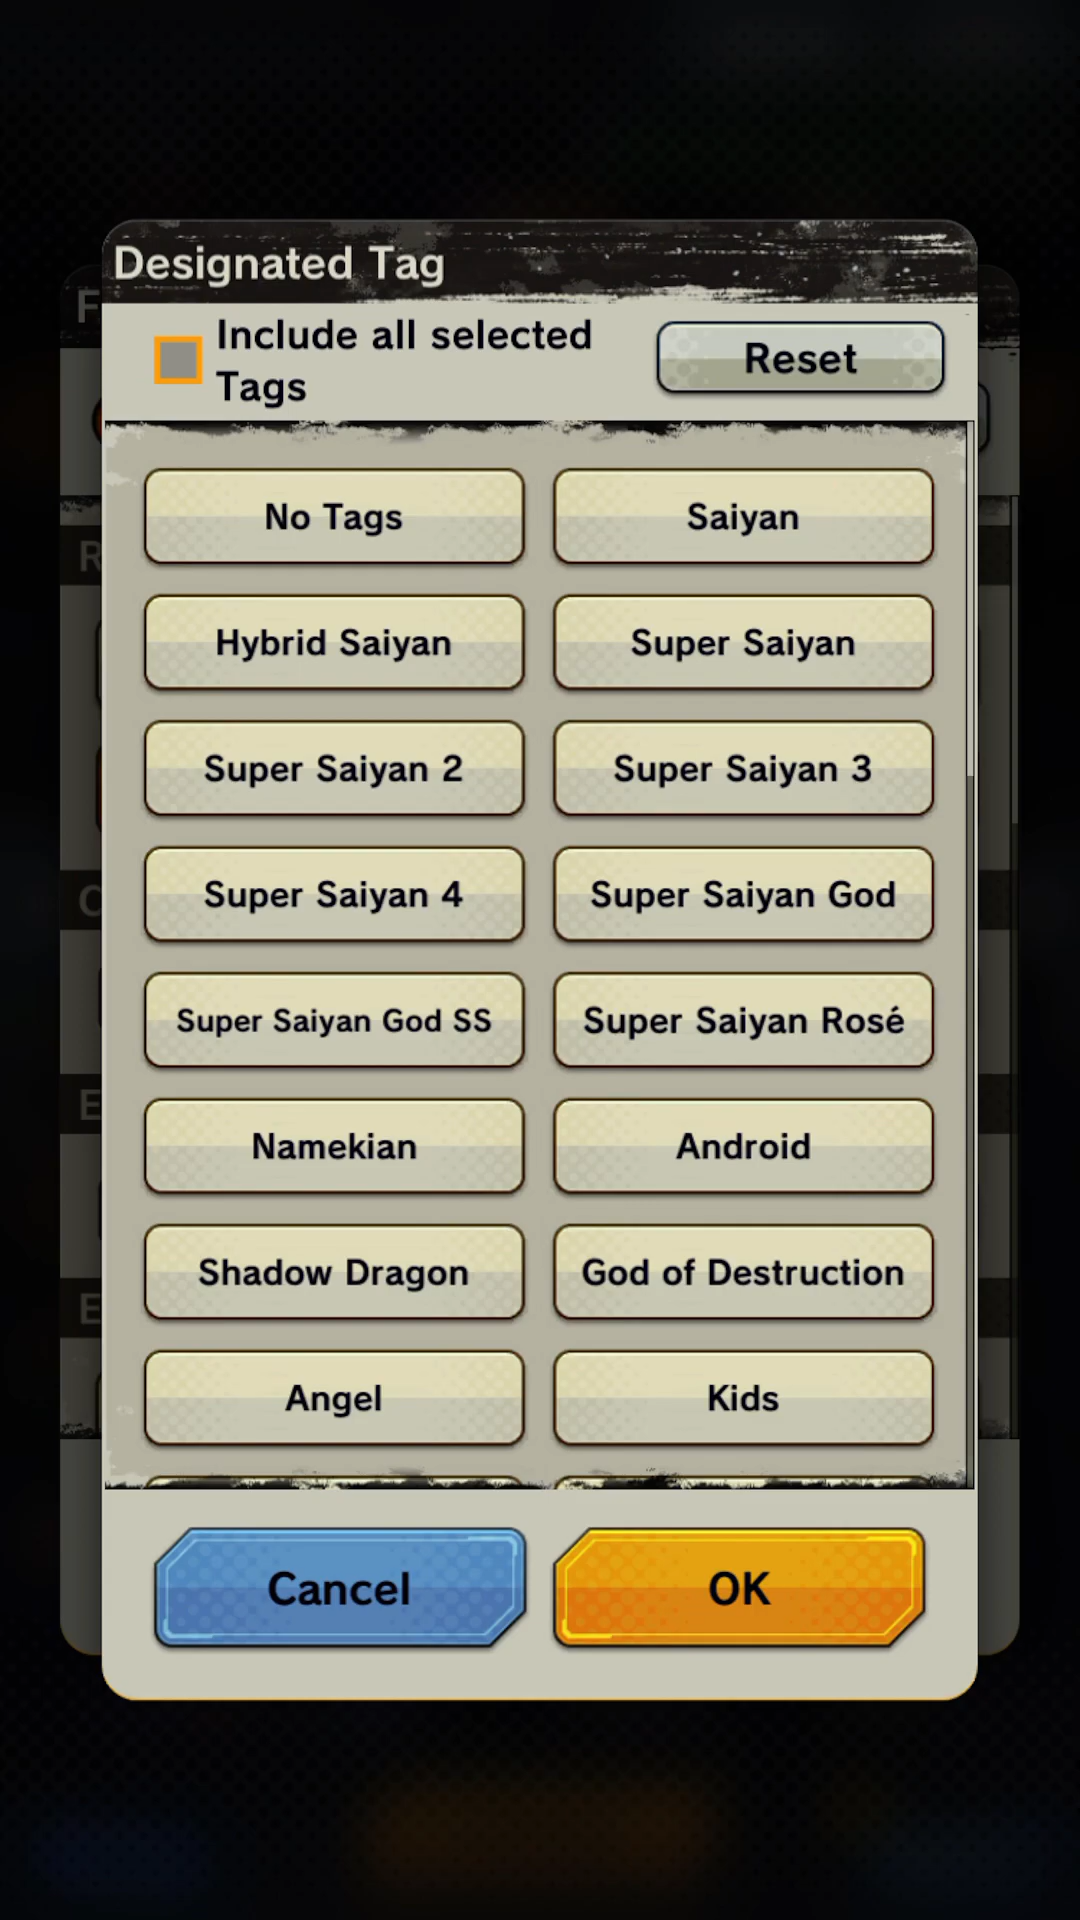 Designated Tag
Include all selected
Tags
Reset
No Tags
Saiyan
Hybrid Saiyan
Super Saiyan
Super Saiyan 2
Super Saiyan 3
Super Saiyan 4
Super Saiyan God
Super Saiyan God SS
Super Saiyan Rosé
Namekian
Android
Shadow Dragon
God of Destruction
Angel
Kids
Cancel
OK